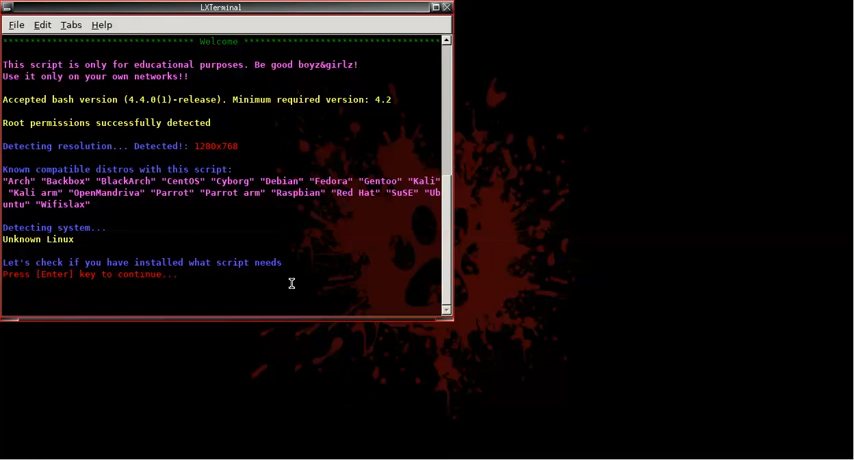 LXTerminal
File Edit Tabs Help
********************************** Welcome **********************************
This script is only for educational purposes. Be good boyz&girlz!
Use it only on your own networks!!
Accepted bash version (4.4.0(1)-release). Minimum required version: 4.2
Root permissions successfully detected
Detecting resolution... Detected!: 1200x760
Known compatible distros with this script:
"Arch" "Backbox" "BlackArch" "CentOS" "Cyborg" "Debian" "Fedora" "Gentoo" "Kali"
"Kali arm" "OpenMandriva" "Parrot" "Parrot arm" "Raspbian" "Red Hat" "SuSE" "Ub
untu" "Wifislax"
Detecting system...
Unknown Linux
Let's check if you have installed what script needs
Press [Enter] key to continue...